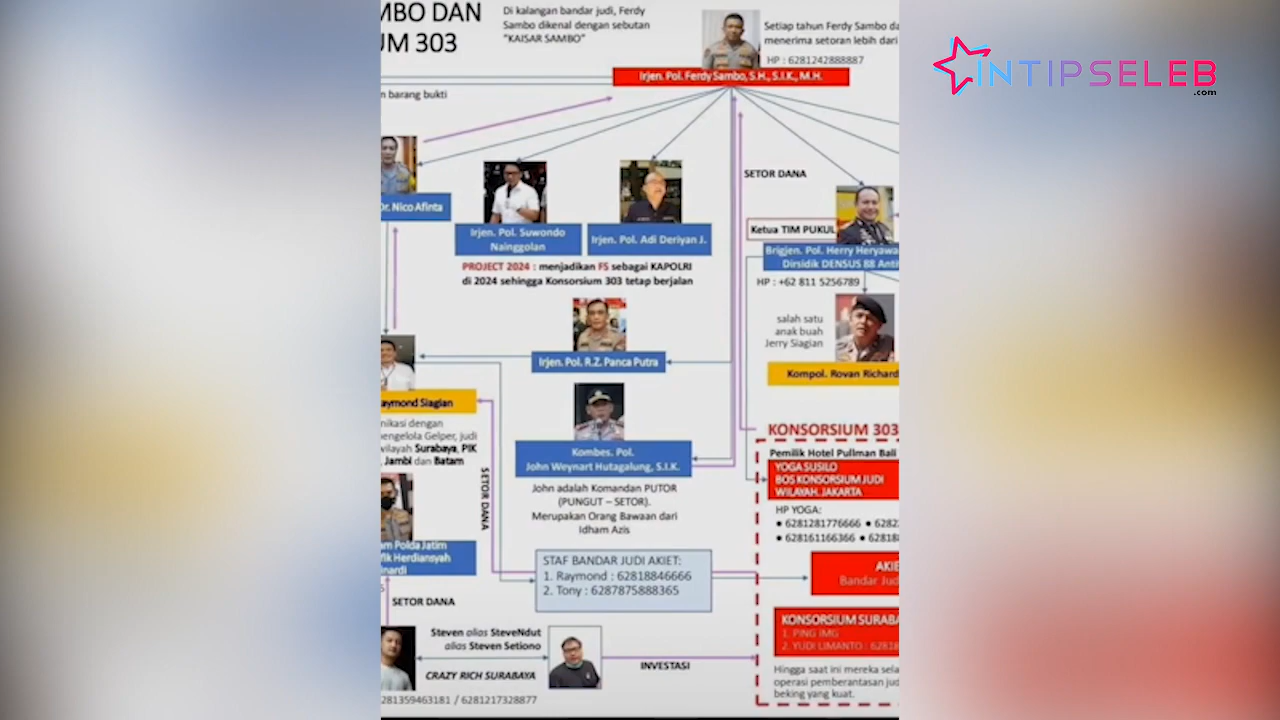 MBO DAN
UM 303
Di kalangan bandar judi, Ferdy
Sambo dikenal dengan sebutan
"KAISAR SAMBO"
Setiap tahun Ferdy Sambo da
menerima setoran lebih dari
HP : 6281242888887
INTIPSELEB
.com
Irjen. Pol. Ferdy Sambo, S.H., S.I.K., M.H.
n barang bukti
SETOR DANA
Dr. Nico Afinta
Irjen. Pol. Suwondo
Nainggolan
Irjen. Pol. Adi Deriyan J.
Ketua TIM PUKUL
Brigjen. Pol. Herry Heryawa
Dirsidik DENSUS 88 Anti
HP : +62 811 5256789
PROJECT 2024 : menjadikan FS sebagai KAPOLRI
di 2024 sehingga Konsorsium 303 tetap berjalan
salah satu
anak buah
Jerry Siagian
Irjen. Pol. R.Z. Panca Putra
Kompol. Rovan Richard
aymond Siagian
nikasi dengan
pengelola Gelper, judi
wilayah Surabaya, PIK
, Jambi dan Batam
Kombes. Pol.
John Weynart Hutagalung, S.I.K.
John adalah Komandan PUTOR
(PUNGUT – SETOR).
Merupakan Orang Bawaan dari
Idham Azis
SETOR DANA
KONSORSIUM 303
Pemilik Hotel Pullman Bali
YOGA SUSILO
BOS KONSORSIUM JUDI
WILAYAH. JAKARTA
HP YOGA:
● 6281281776666 ● 6282
● 628161166366 ● 62818
am Polda Jatim
fik Herdiansyah
inardi
STAF BANDAR JUDI AKIET:
1. Raymond : 62818846666
2. Tony : 6287875888365
AKIE
Bandar Jud
SETOR DANA
KONSORSIUM SURABA
1. PING IMG
2. YUDI LIMANTO : 62818
Steven alias SteveNdut
alias Steven Setiono
CRAZY RICH SURABAYA
INVESTASI
Hingga saat ini mereka sela
operasi pemberantasan jud
beking yang kuat.
281359463181 / 6281217328877